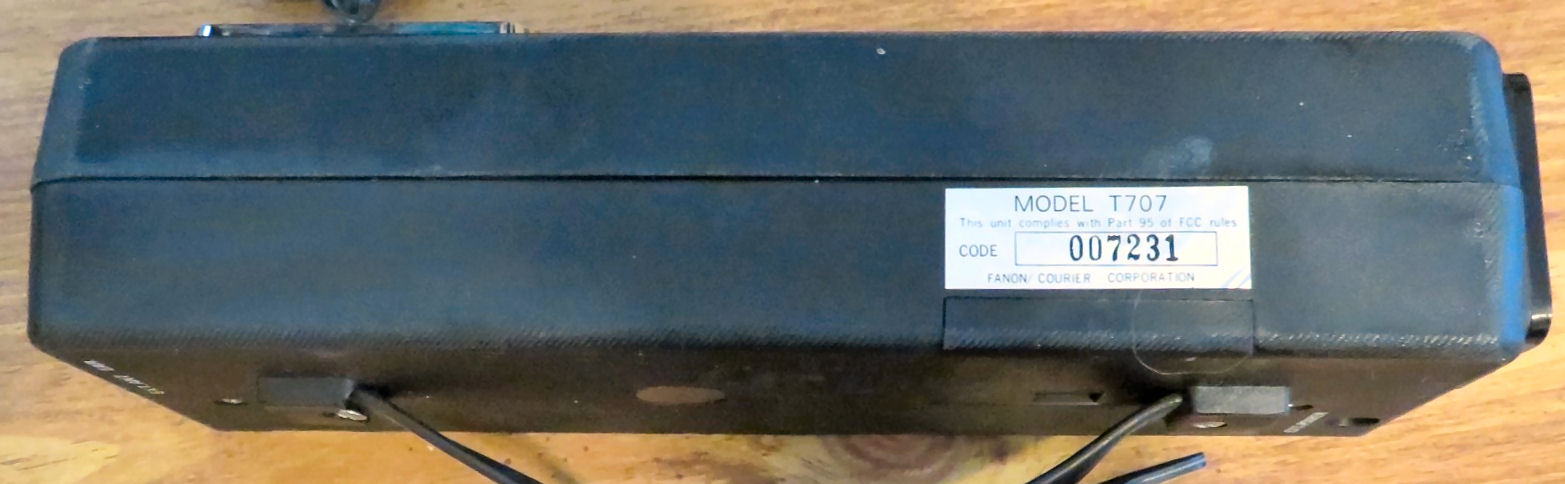 MODEL T707
This unit complies with Part 95 of FCC rules
CODE 007231
FANON/COURIER CORPORATION